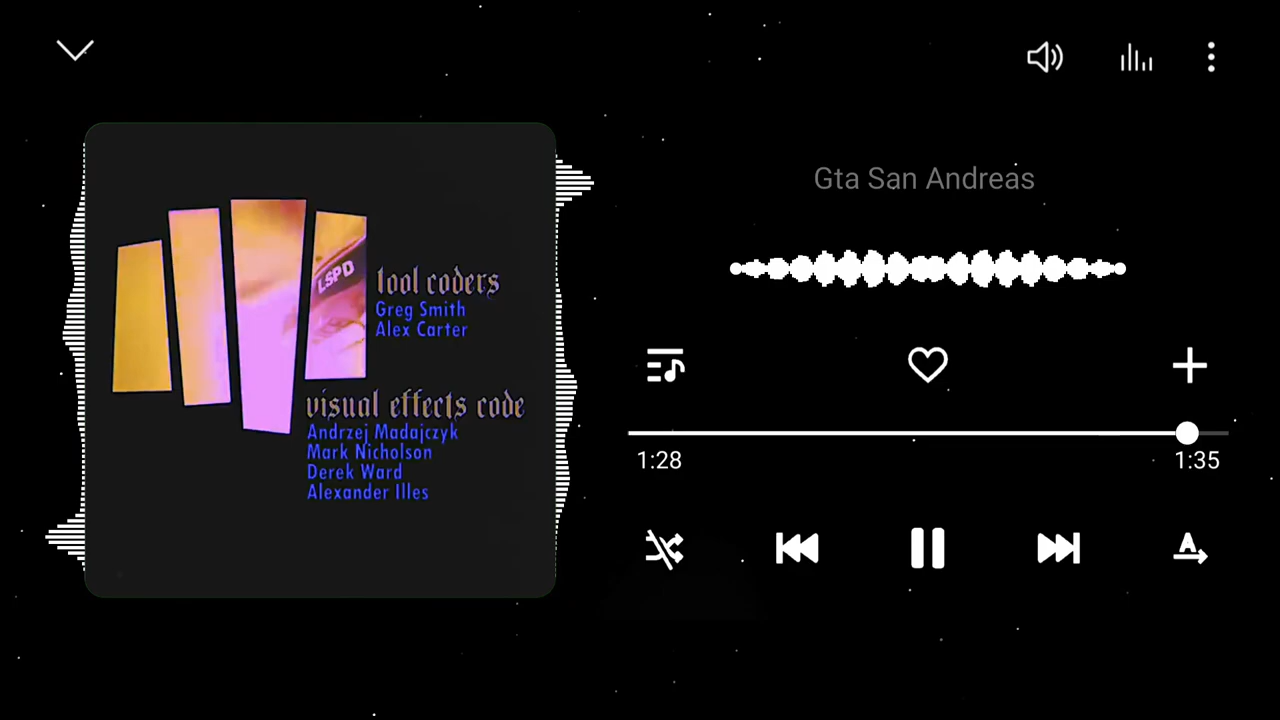 Gta San Andreas
LSPD
tool coders
Greg Smith
Alex Carter
visual effects code
Andrzej Madajczyk
Mark Nicholson
Derek Ward
Alexander Illes
1:28
1:35
A